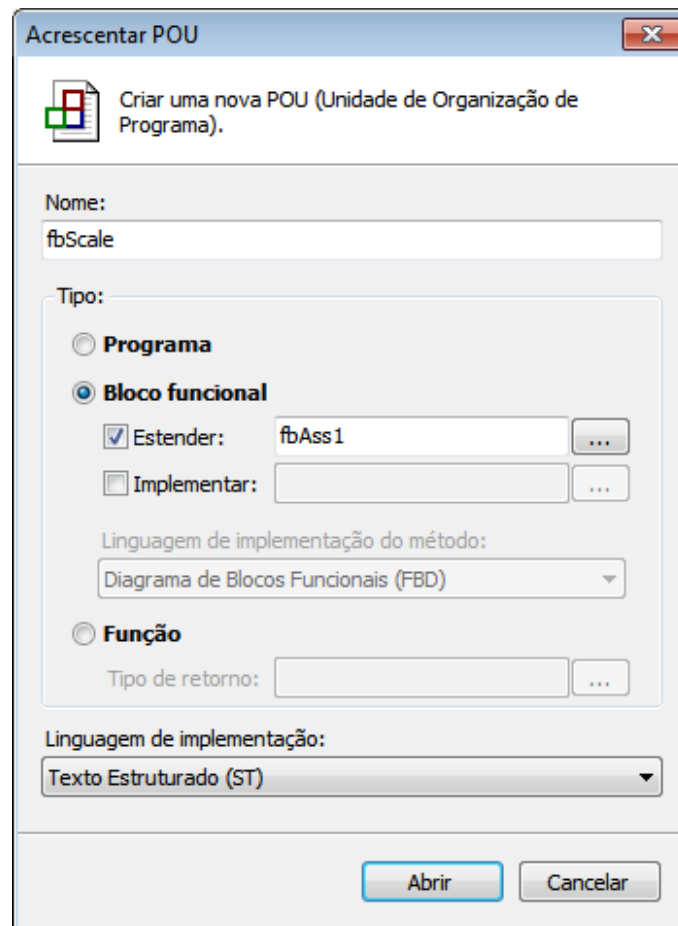 Acrescentar POU
Criar uma nova POU (Unidade de Organização de
Programa).
Nome:
fbScale
Tipo:
Programa
Bloco funcional
Estender: fbAss1 ...
Implementar: ...
Linguagem de implementação do método:
Diagrama de Blocos Funcionais (FBD)
Função
Tipo de retorno: ...
Linguagem de implementação:
Texto Estruturado (ST)
Abrir Cancelar